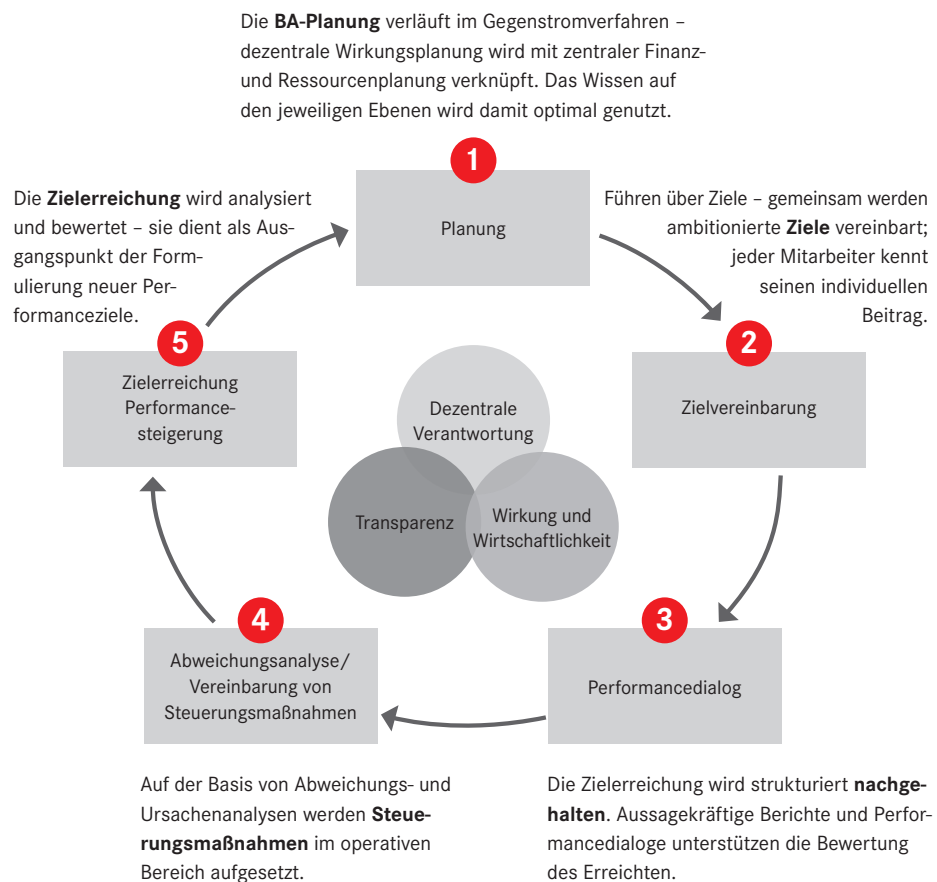 Die BA-Planung verläuft im Gegenstromverfahren –
dezentrale Wirkungsplanung wird mit zentraler Finanz-
und Ressourcenplanung verknüpft. Das Wissen auf
den jeweiligen Ebenen wird damit optimal genutzt.
1
Planung
Führen über Ziele – gemeinsam werden
ambitionierte Ziele vereinbart;
jeder Mitarbeiter kennt
seinen individuellen
Beitrag.
2
Zielvereinbarung
3
Performancedialog
Die Zielerreichung wird strukturiert nachge-
halten. Aussagekräftige Berichte und Perfor-
mancedialoge unterstützen die Bewertung
des Erreichten.
4
Abweichungsanalyse/
Vereinbarung von
Steuerungsmaßnahmen
Auf der Basis von Abweichungs- und
Ursachenanalysen werden Steue-
rungsmaßnahmen im operativen
Bereich aufgesetzt.
Die Zielerreichung wird analysiert
und bewertet – sie dient als Aus-
gangspunkt der Form-
ulierung neuer Per-
formanceziele.
5
Zielerreichung
Performance-
steigerung
Dezentrale
Verantwortung
Transparenz
Wirkung und
Wirtschaftlichkeit